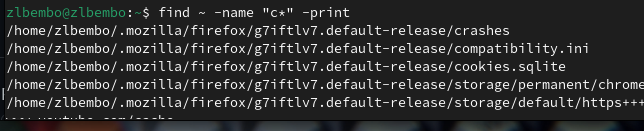 zlbembo@zlbembo:~$ find ~ -name "c*" -print
/home/zlbembo/.mozilla/firefox/g7iftlv7.default-release/crashes
/home/zlbembo/.mozilla/firefox/g7iftlv7.default-release/compatibility.ini
/home/zlbembo/.mozilla/firefox/g7iftlv7.default-release/cookies.sqlite
/home/zlbembo/.mozilla/firefox/g7iftlv7.default-release/storage/permanent/chrome
/home/zlbembo/.mozilla/firefox/g7iftlv7.default-release/storage/default/https+++